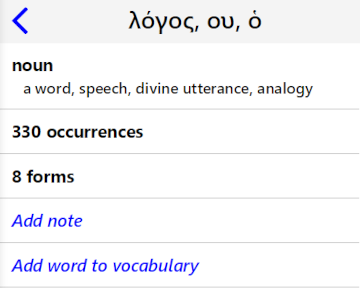 λόγος, ου, ὁ
noun
a word, speech, divine utterance, analogy
330 occurrences
8 forms
Add note
Add word to vocabulary